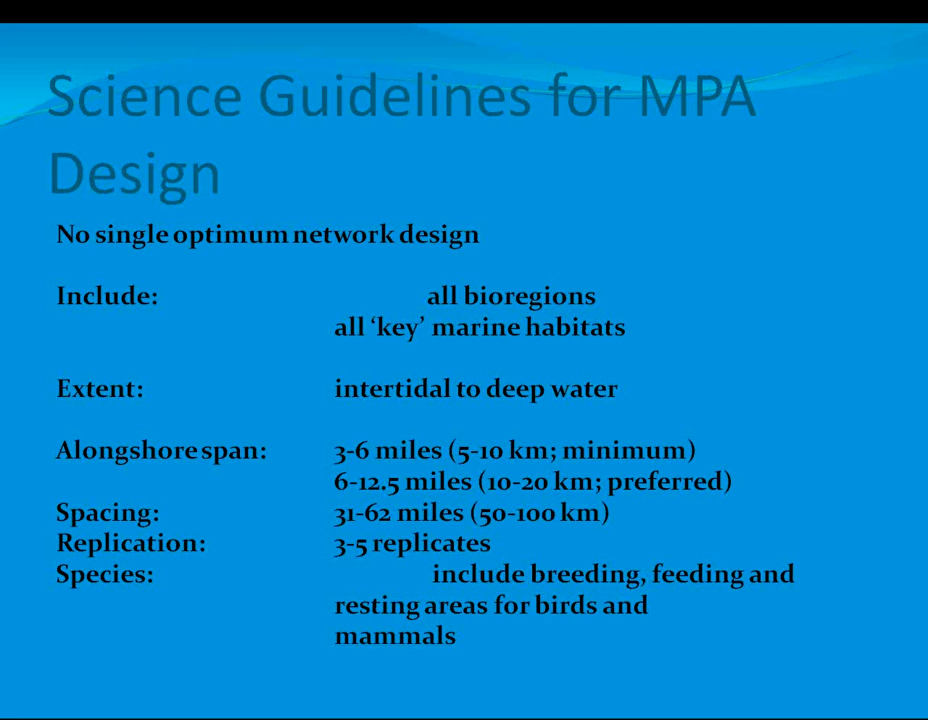 Science Guidelines for MPA
Design
No single optimum network design
Include: all bioregions
all ‘key’ marine habitats
Extent: intertidal to deep water
Alongshore span: 3-6 miles (5-10 km; minimum)
6-12.5 miles (10-20 km; preferred)
Spacing: 31-62 miles (50-100 km)
Replication: 3-5 replicates
Species: include breeding, feeding and
resting areas for birds and
mammals